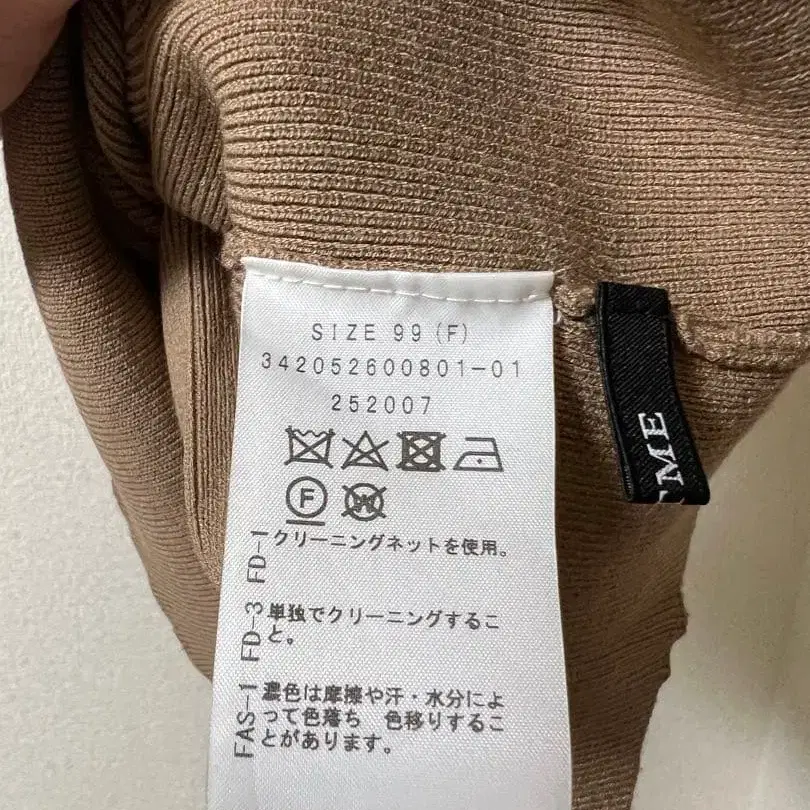 SIZE 99 (F)
342052600801-01
252007
F
W
FD-1 クリーニングネットを使用。
FD-3 単独でクリーニングするこ
と。
FAS-1 濃色は摩擦や汗・水分によ
って色落ち　色移りするこ
とがあります。
TME